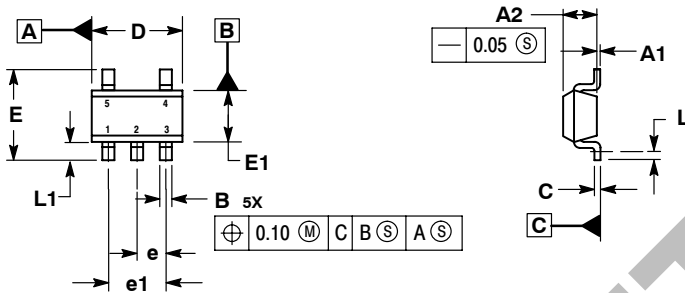 A D B
5 4
1 2 3
E
E1
L1
B 5X
⌖ 0.10 Ⓜ C B Ⓢ A Ⓢ
e
e1
A2
— 0.05 Ⓢ
A1
L
C
C